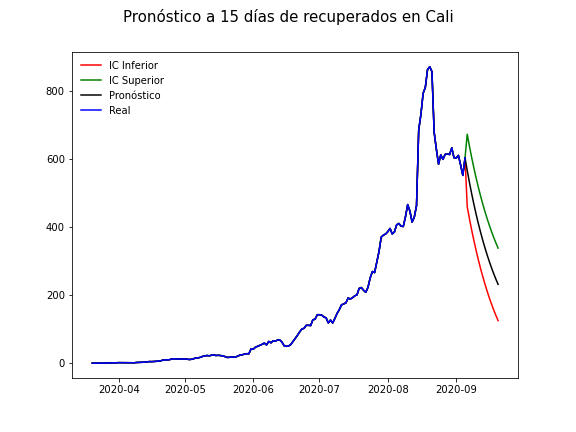 Pronóstico a 15 días de recuperados en Cali
IC Inferior
IC Superior
Pronóstico
Real
800
600
400
200
0
2020-04 2020-05 2020-06 2020-07 2020-08 2020-09